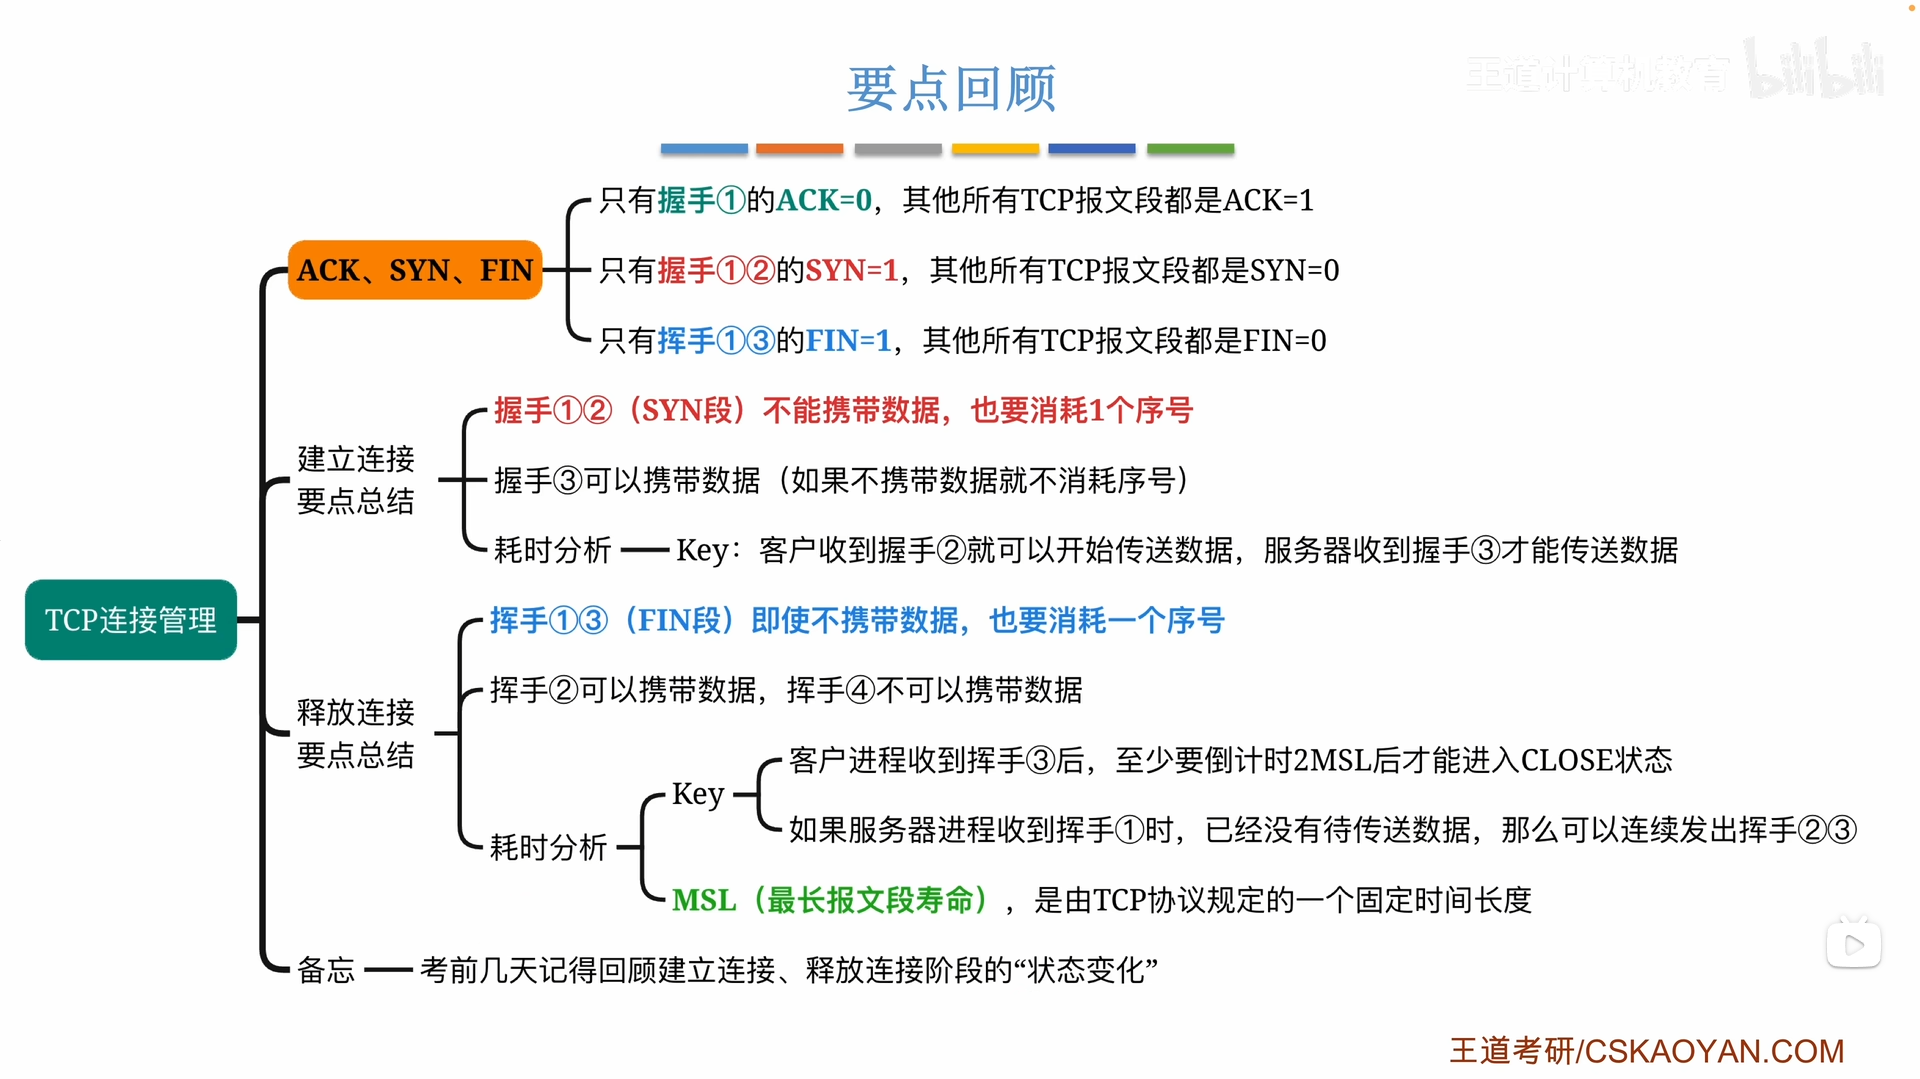 王道计算机教育 bilibili
要点回顾
只有握手①的ACK=0，其他所有TCP报文段都是ACK=1
ACK、SYN、FIN
只有握手①②的SYN=1，其他所有TCP报文段都是SYN=0
只有挥手①③的FIN=1，其他所有TCP报文段都是FIN=0
建立连接
要点总结
握手①②（SYN段）不能携带数据，也要消耗1个序号
握手③可以携带数据（如果不携带数据就不消耗序号）
耗时分析
Key：客户收到握手②就可以开始传送数据，服务器收到握手③才能传送数据
TCP连接管理
释放连接
要点总结
挥手①③（FIN段）即使不携带数据，也要消耗一个序号
挥手②可以携带数据，挥手④不可以携带数据
耗时分析
Key
客户进程收到挥手③后，至少要倒计时2MSL后才能进入CLOSE状态
如果服务器进程收到挥手①时，已经没有待传送数据，那么可以连续发出挥手②③
MSL（最长报文段寿命），是由TCP协议规定的一个固定时间长度
备忘
考前几天记得回顾建立连接、释放连接阶段的“状态变化”
王道考研/CSKAOYAN.COM